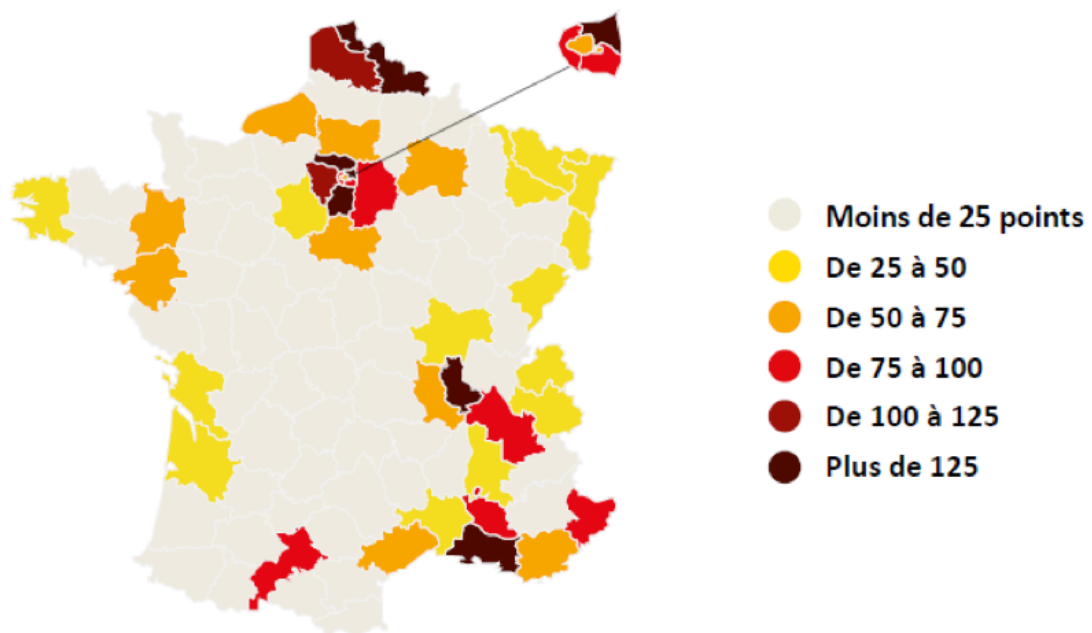 Moins de 25 points
De 25 à 50
De 50 à 75
De 75 à 100
De 100 à 125
Plus de 125